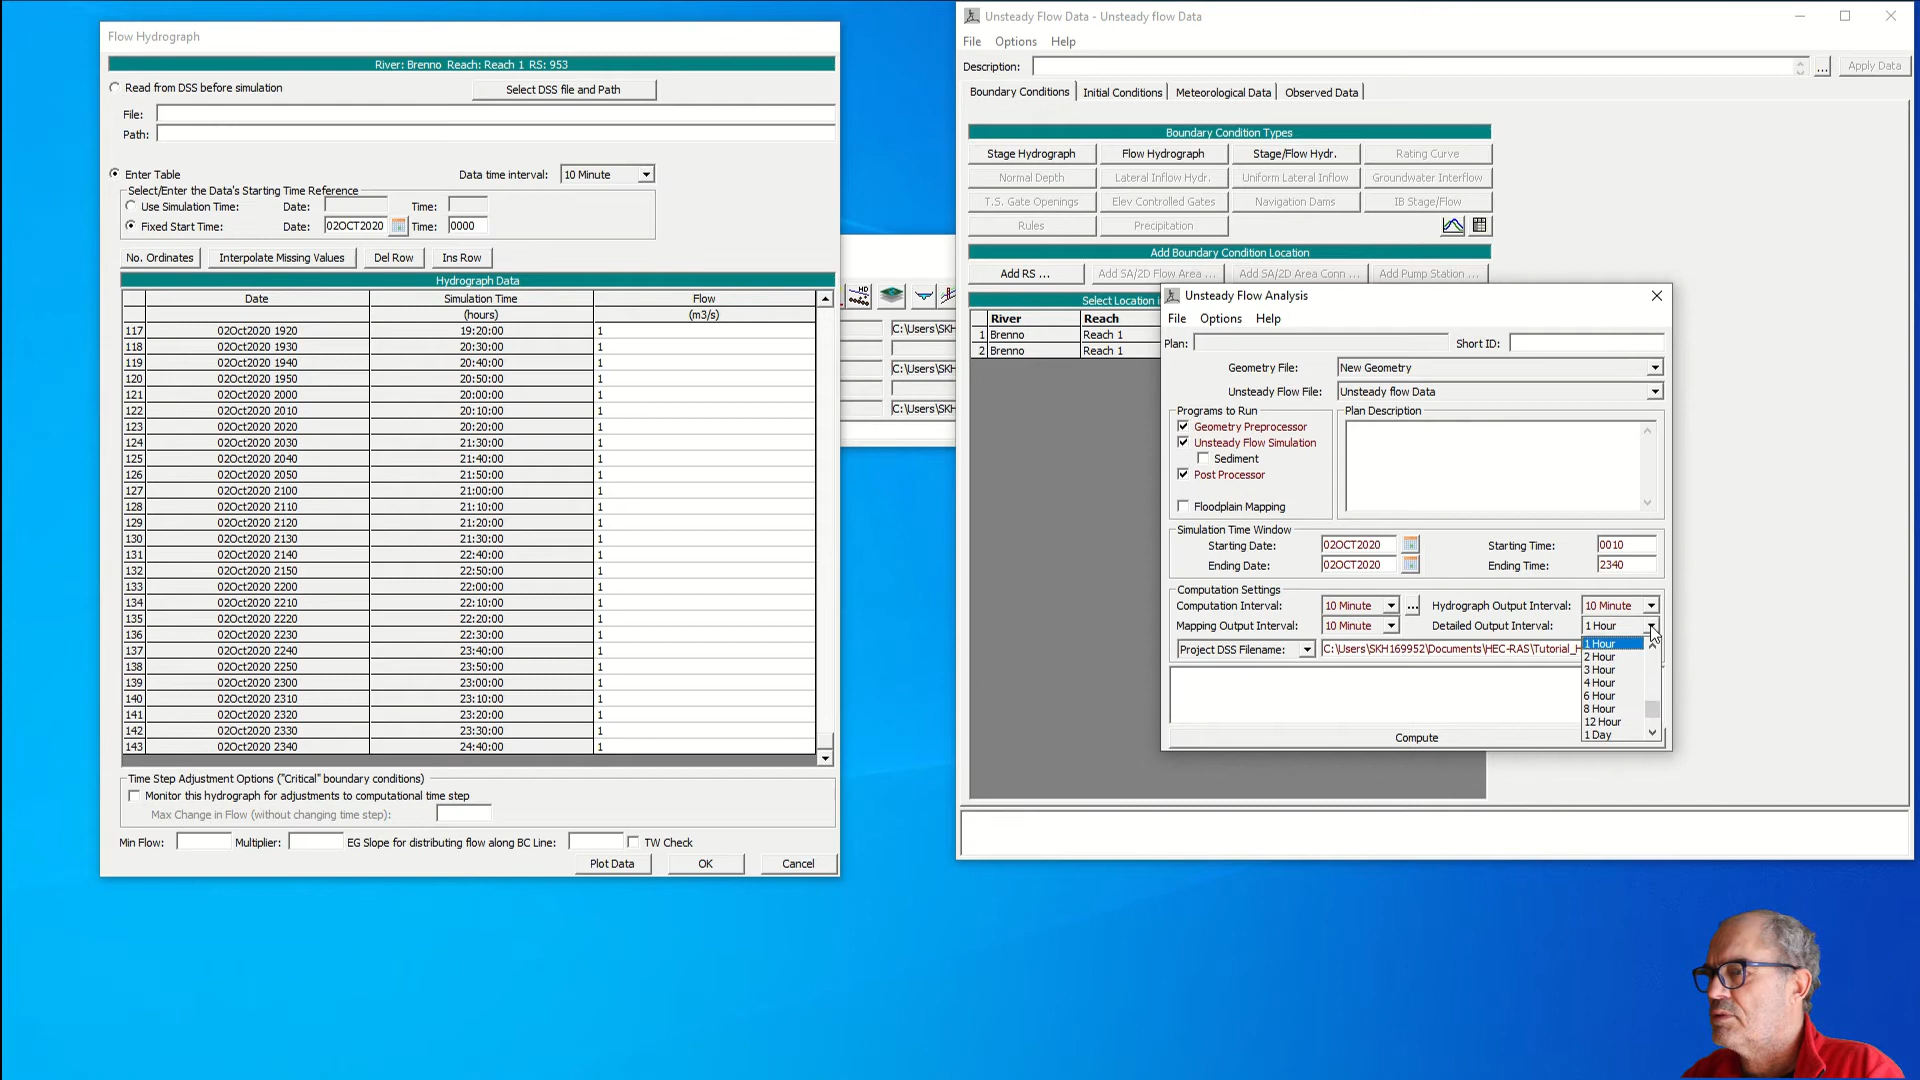 Flow Hydrograph
River: Brenno Reach: Reach 1 RS: 953
Read from DSS before simulation
Select DSS file and Path
File:
Path:
Enter Table
Data time interval:
10 Minute
Select/Enter the Data's Starting Time Reference
Use Simulation Time:
Date:
Time:
Fixed Start Time:
Date:
02OCT2020
Time:
0000
No. Ordinates
Interpolate Missing Values
Del Row
Ins Row
Hydrograph Data
Date Simulation Time Flow
(hours) (m3/s)
117 02Oct2020 1920 19:20:00 1
118 02Oct2020 1930 20:30:00 1
119 02Oct2020 1940 20:40:00 1
120 02Oct2020 1950 20:50:00 1
121 02Oct2020 2000 20:00:00 1
122 02Oct2020 2010 20:10:00 1
123 02Oct2020 2020 20:20:00 1
124 02Oct2020 2030 21:30:00 1
125 02Oct2020 2040 21:40:00 1
126 02Oct2020 2050 21:50:00 1
127 02Oct2020 2100 21:00:00 1
128 02Oct2020 2110 21:10:00 1
129 02Oct2020 2120 21:20:00 1
130 02Oct2020 2130 21:30:00 1
131 02Oct2020 2140 22:40:00 1
132 02Oct2020 2150 22:50:00 1
133 02Oct2020 2200 22:00:00 1
134 02Oct2020 2210 22:10:00 1
135 02Oct2020 2220 22:20:00 1
136 02Oct2020 2230 22:30:00 1
137 02Oct2020 2240 23:40:00 1
138 02Oct2020 2250 23:50:00 1
139 02Oct2020 2300 23:00:00 1
140 02Oct2020 2310 23:10:00 1
141 02Oct2020 2320 23:20:00 1
142 02Oct2020 2330 23:30:00 1
143 02Oct2020 2340 24:40:00 1
Time Step Adjustment Options ("Critical" boundary conditions)
Monitor this hydrograph for adjustments to computational time step
Max Change in Flow (without changing time step):
Min Flow:
Multiplier:
EG Slope for distributing flow along BC Line:
TW Check
Plot Data
OK
Cancel
HD
C:\Users\SKH
C:\Users\SKH
C:\Users\SKH
Unsteady Flow Data - Unsteady flow Data
File Options Help
Description:
...
Apply Data
Boundary Conditions
Initial Conditions
Meteorological Data
Observed Data
Boundary Condition Types
Stage Hydrograph
Flow Hydrograph
Stage/Flow Hydr.
Rating Curve
Normal Depth
Lateral Inflow Hydr.
Uniform Lateral Inflow
Groundwater Interflow
T.S. Gate Openings
Elev Controlled Gates
Navigation Dams
IB Stage/Flow
Rules
Precipitation
Add Boundary Condition Location
Add RS ...
Add SA/2D Flow Area ...
Add SA/2D Area Conn ...
Add Pump Station ...
Select Location i
River Reach
1 Brenno Reach 1
2 Brenno Reach 1
Unsteady Flow Analysis
File Options Help
Plan:
Short ID:
Geometry File:
New Geometry
Unsteady Flow File:
Unsteady flow Data
Programs to Run
Geometry Preprocessor
Unsteady Flow Simulation
Sediment
Post Processor
Floodplain Mapping
Plan Description
Simulation Time Window
Starting Date:
02OCT2020
Starting Time:
0010
Ending Date:
02OCT2020
Ending Time:
2340
Computation Settings
Computation Interval:
10 Minute
...
Hydrograph Output Interval:
10 Minute
Mapping Output Interval:
10 Minute
Detailed Output Interval:
1 Hour
Project DSS Filename:
C:\Users\SKH169952\Documents\HEC-RAS\Tutorial_H
1 Hour
2 Hour
3 Hour
4 Hour
6 Hour
8 Hour
12 Hour
1 Day
Compute